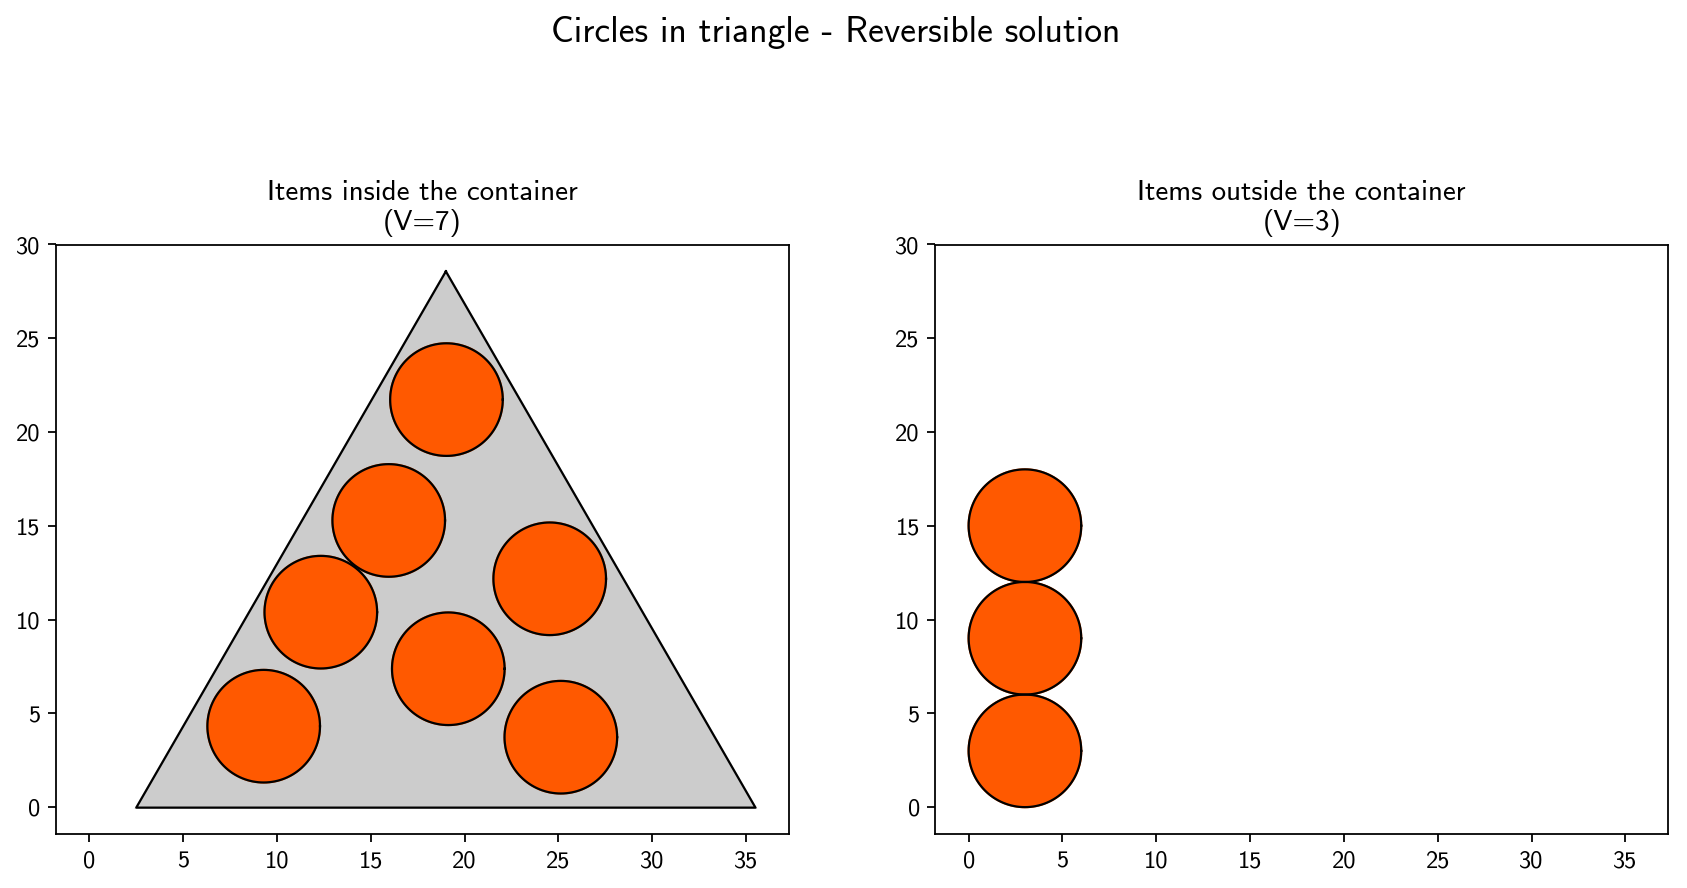 Circles in triangle - Reversible solution
Items inside the container
(V=7)
30
25
20
15
10
5
0
0 5 10 15 20 25 30 35
Items outside the container
(V=3)
30
25
20
15
10
5
0
0 5 10 15 20 25 30 35